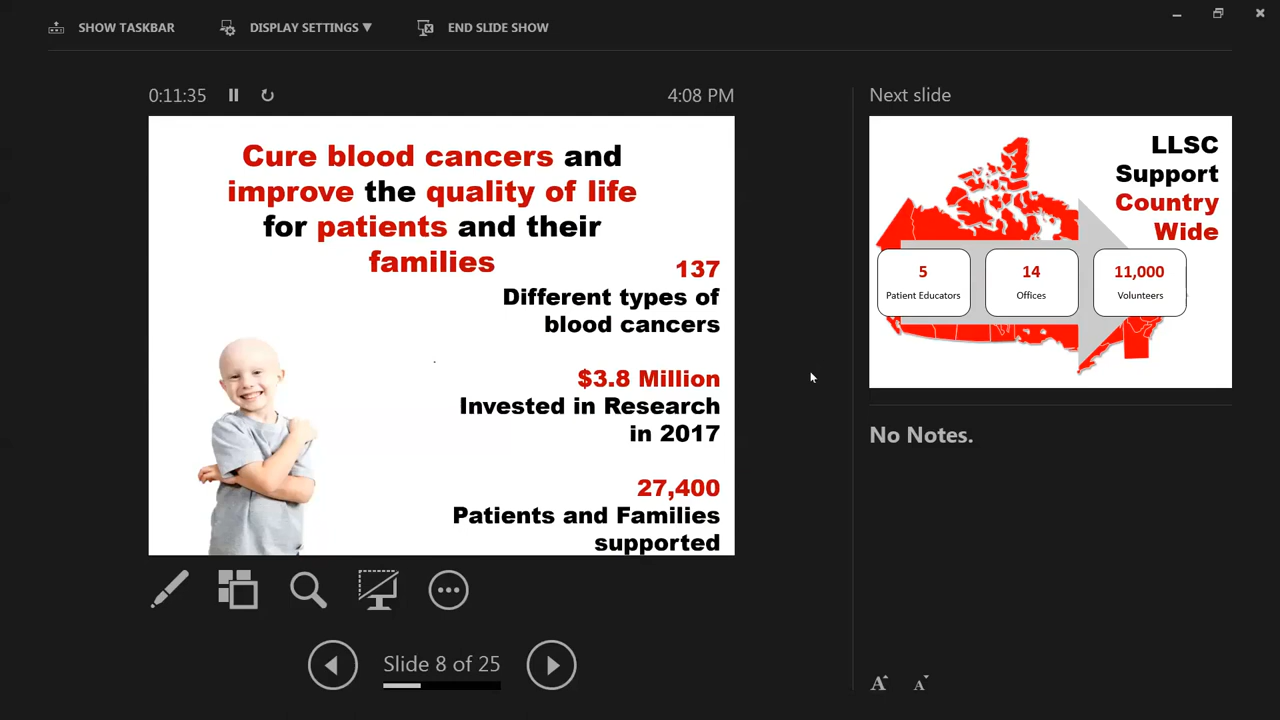 SHOW TASKBAR
DISPLAY SETTINGS ▼
END SLIDE SHOW
0:11:35
4:08 PM
Cure blood cancers and
improve the quality of life
for patients and their
families
137
Different types of
blood cancers
$3.8 Million
Invested in Research
in 2017
27,400
Patients and Families
supported
Slide 8 of 25
Next slide
LLSC
Support
Country
Wide
5
Patient Educators
14
Offices
11,000
Volunteers
No Notes.
A
A